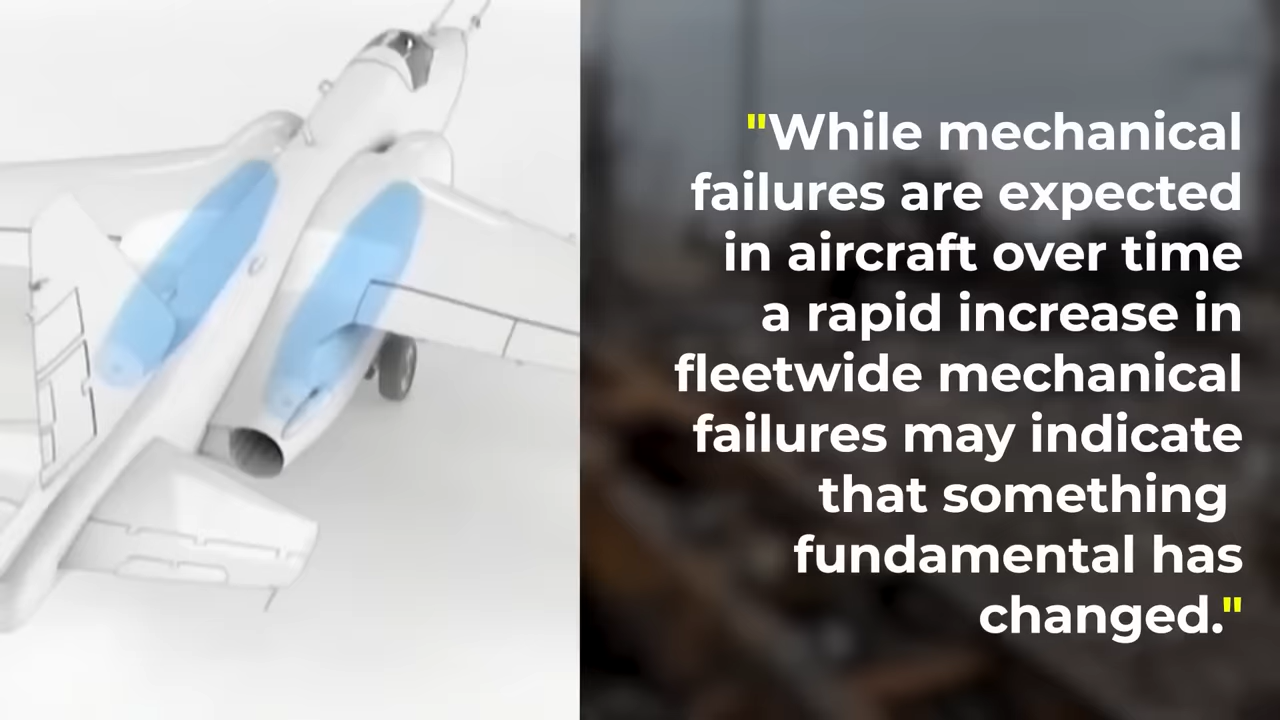 "While mechanical
failures are expected
in aircraft over time
a rapid increase in
fleetwide mechanical
failures may indicate
that something
fundamental has
changed."